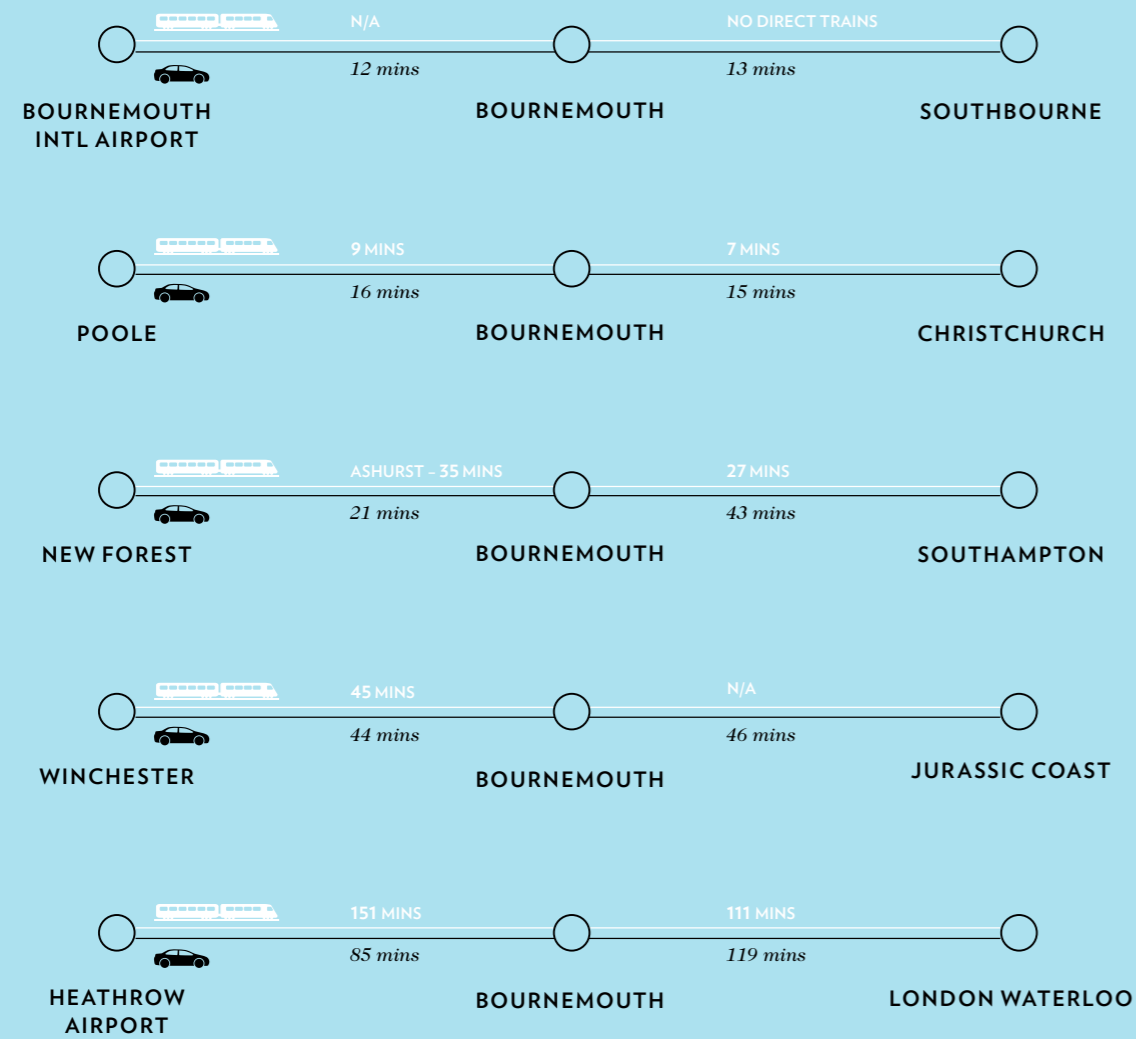 N/A NO DIRECT TRAINS
12 mins 13 mins
BOURNEMOUTH INTL AIRPORT BOURNEMOUTH SOUTHBOURNE
9 MINS 7 MINS
16 mins 15 mins
POOLE BOURNEMOUTH CHRISTCHURCH
ASHURST – 35 MINS 27 MINS
21 mins 43 mins
NEW FOREST BOURNEMOUTH SOUTHAMPTON
45 MINS N/A
44 mins 46 mins
WINCHESTER BOURNEMOUTH JURASSIC COAST
151 MINS 111 MINS
85 mins 119 mins
HEATHROW AIRPORT BOURNEMOUTH LONDON WATERLOO